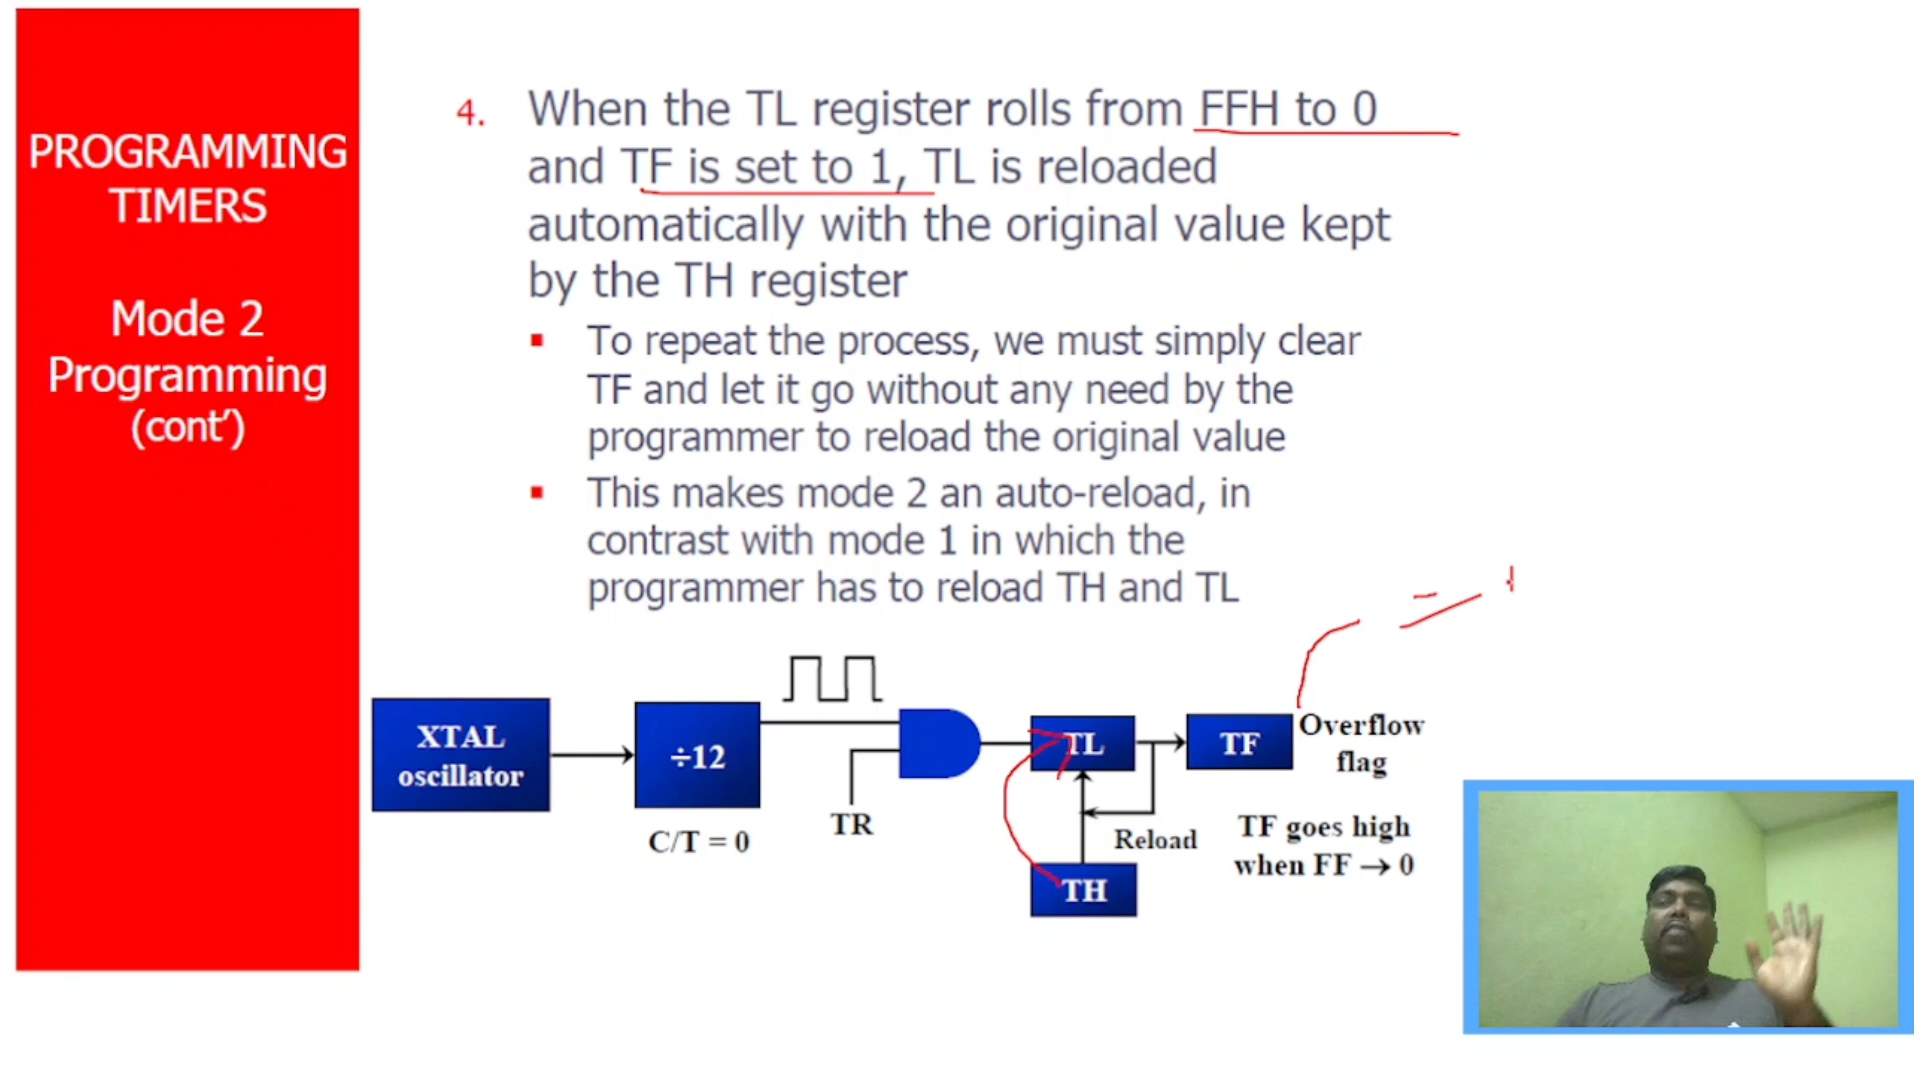 PROGRAMMING
TIMERS
Mode 2
Programming
(cont')
4. When the TL register rolls from FFH to 0
and TF is set to 1, TL is reloaded
automatically with the original value kept
by the TH register
▪ To repeat the process, we must simply clear
TF and let it go without any need by the
programmer to reload the original value
▪ This makes mode 2 an auto-reload, in
contrast with mode 1 in which the
programmer has to reload TH and TL
XTAL
oscillator
÷12
C/T = 0
TR
TL
TF
Overflow
flag
Reload
TH
TF goes high
when FF → 0